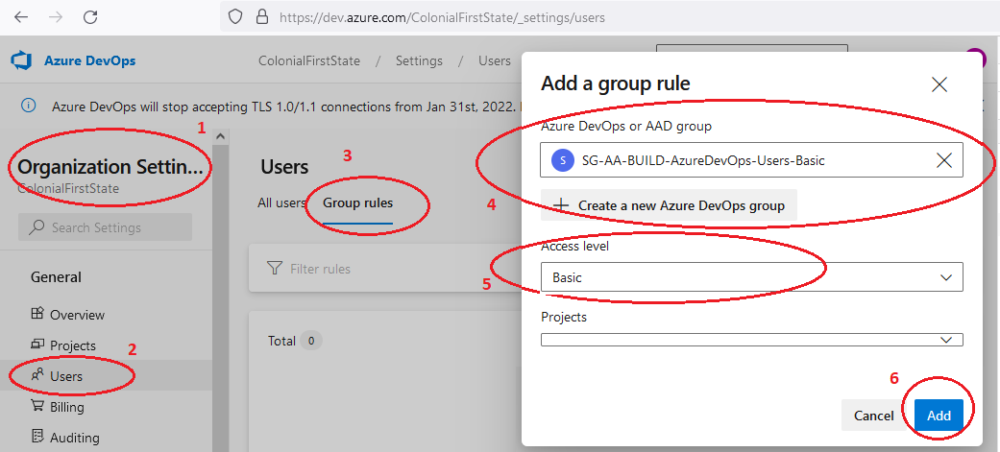 https://dev.azure.com/ColonialFirstState/_settings/users
Azure DevOps
ColonialFirstState / Settings / Users
Azure DevOps will stop accepting TLS 1.0/1.1 connections from Jan 31st, 2022.
1
Organization Settin...
ColonialFirstState
Search Settings
General
Overview
Projects
2
Users
Billing
Auditing
Users
3
All users
Group rules
Filter rules
Total 0
Add a group rule
Azure DevOps or AAD group
S SG-AA-BUILD-AzureDevOps-Users-Basic
4
+ Create a new Azure DevOps group
Access level
5
Basic
Projects
6
Cancel
Add